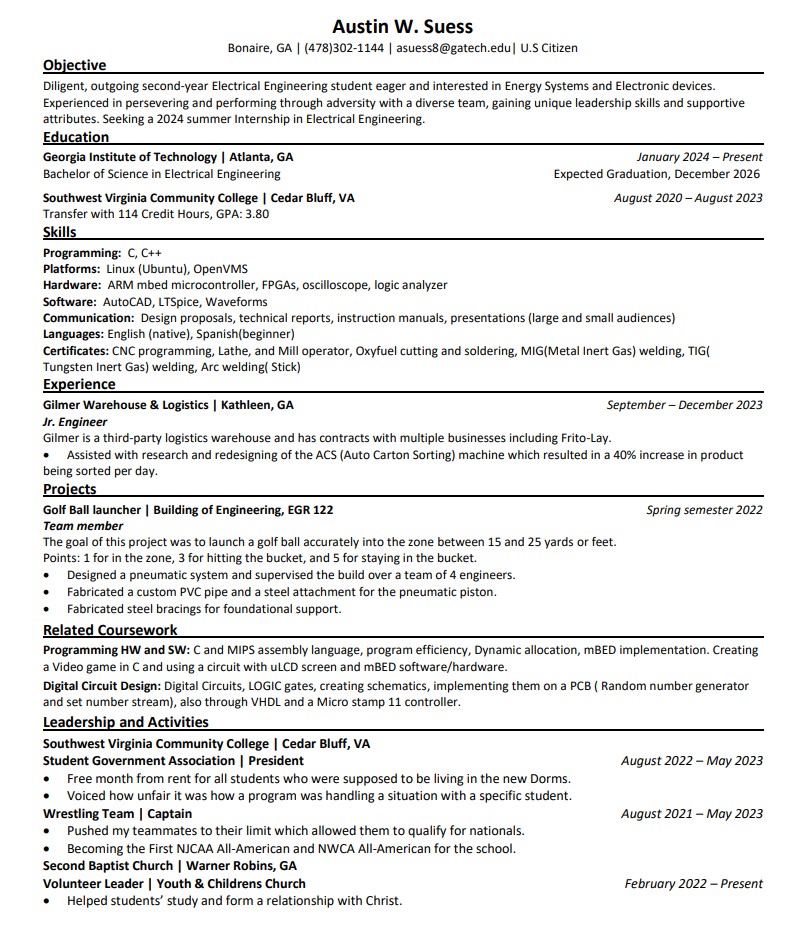 Austin W. Suess
Bonaire, GA | (478)302-1144 | asuess8@gatech.edu| U.S Citizen
Objective
Diligent, outgoing second-year Electrical Engineering student eager and interested in Energy Systems and Electronic devices.
Experienced in persevering and performing through adversity with a diverse team, gaining unique leadership skills and supportive
attributes. Seeking a 2024 summer Internship in Electrical Engineering.
Education
Georgia Institute of Technology | Atlanta, GA January 2024 – Present
Bachelor of Science in Electrical Engineering Expected Graduation, December 2026
Southwest Virginia Community College | Cedar Bluff, VA August 2020 – August 2023
Transfer with 114 Credit Hours, GPA: 3.80
Skills
Programming: C, C++
Platforms: Linux (Ubuntu), OpenVMS
Hardware: ARM mbed microcontroller, FPGAs, oscilloscope, logic analyzer
Software: AutoCAD, LTSpice, Waveforms
Communication: Design proposals, technical reports, instruction manuals, presentations (large and small audiences)
Languages: English (native), Spanish(beginner)
Certificates: CNC programming, Lathe, and Mill operator, Oxyfuel cutting and soldering, MIG(Metal Inert Gas) welding, TIG(
Tungsten Inert Gas) welding, Arc welding( Stick)
Experience
Gilmer Warehouse & Logistics | Kathleen, GA September – December 2023
Jr. Engineer
Gilmer is a third-party logistics warehouse and has contracts with multiple businesses including Frito-Lay.
• Assisted with research and redesigning of the ACS (Auto Carton Sorting) machine which resulted in a 40% increase in product
being sorted per day.
Projects
Golf Ball launcher | Building of Engineering, EGR 122 Spring semester 2022
Team member
The goal of this project was to launch a golf ball accurately into the zone between 15 and 25 yards or feet.
Points: 1 for in the zone, 3 for hitting the bucket, and 5 for staying in the bucket.
• Designed a pneumatic system and supervised the build over a team of 4 engineers.
• Fabricated a custom PVC pipe and a steel attachment for the pneumatic piston.
• Fabricated steel bracings for foundational support.
Related Coursework
Programming HW and SW: C and MIPS assembly language, program efficiency, Dynamic allocation, mBED implementation. Creating
a Video game in C and using a circuit with uLCD screen and mBED software/hardware.
Digital Circuit Design: Digital Circuits, LOGIC gates, creating schematics, implementing them on a PCB ( Random number generator
and set number stream), also through VHDL and a Micro stamp 11 controller.
Leadership and Activities
Southwest Virginia Community College | Cedar Bluff, VA
Student Government Association | President August 2022 – May 2023
• Free month from rent for all students who were supposed to be living in the new Dorms.
• Voiced how unfair it was how a program was handling a situation with a specific student.
Wrestling Team | Captain August 2021 – May 2023
• Pushed my teammates to their limit which allowed them to qualify for nationals.
• Becoming the First NJCAA All-American and NWCA All-American for the school.
Second Baptist Church | Warner Robins, GA
Volunteer Leader | Youth & Childrens Church February 2022 – Present
• Helped students’ study and form a relationship with Christ.